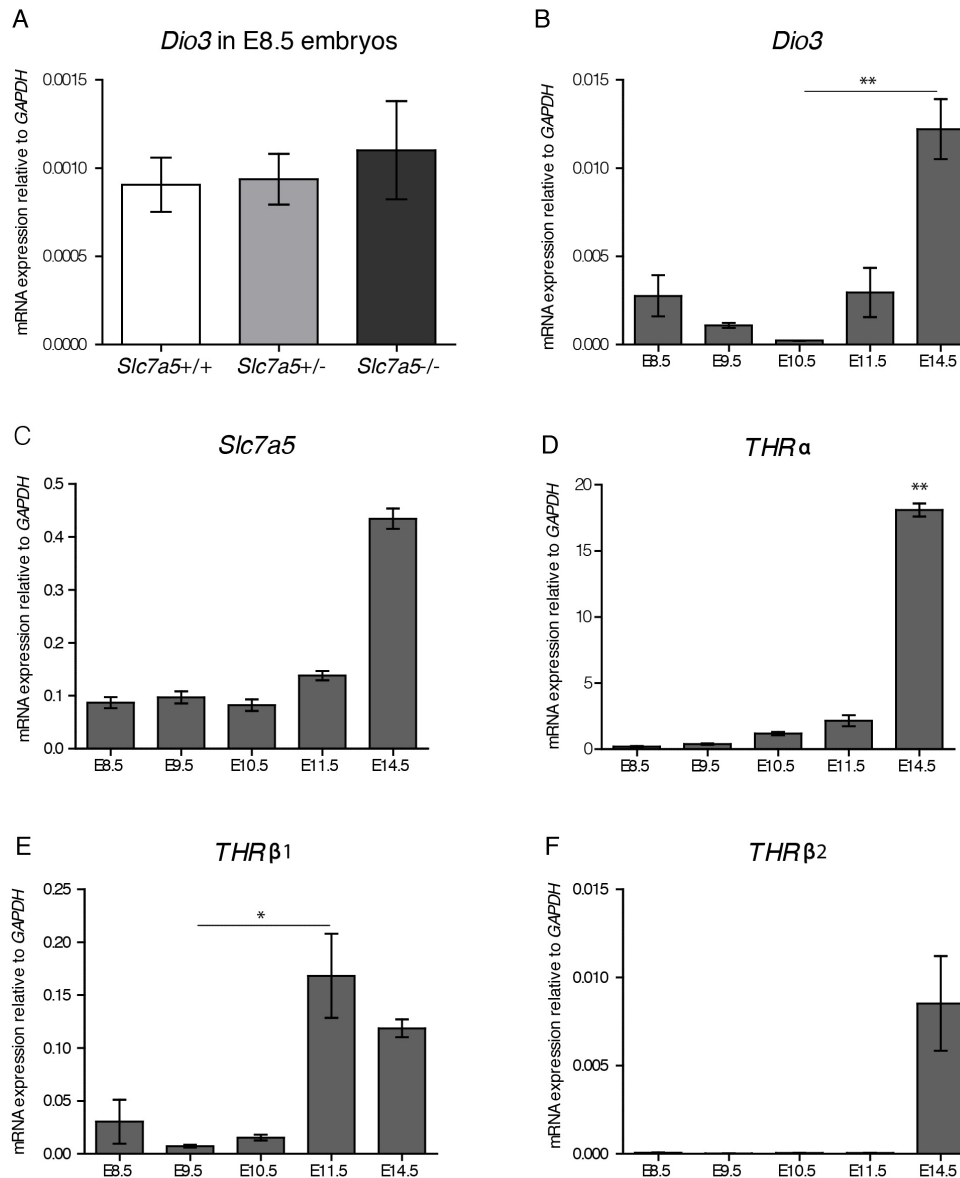 A
Dio3 in E8.5 embryos
mRNA expression relative to GAPDH
0.0015
0.0010
0.0005
0.0000
Slc7a5+/+ Slc7a5+/- Slc7a5-/-
B
Dio3
mRNA expression relative to GAPDH
0.015
0.010
0.005
0.000
**
E8.5 E9.5 E10.5 E11.5 E14.5
C
Slc7a5
mRNA expression relative to GAPDH
0.5
0.4
0.3
0.2
0.1
0.0
E8.5 E9.5 E10.5 E11.5 E14.5
D
THR α
mRNA expression relative to GAPDH
20
15
10
5
0
**
E8.5 E9.5 E10.5 E11.5 E14.5
E
THR β1
mRNA expression relative to GAPDH
0.25
0.20
0.15
0.10
0.05
0.00
*
E8.5 E9.5 E10.5 E11.5 E14.5
F
THR β2
mRNA expression relative to GAPDH
0.015
0.010
0.005
0.000
E8.5 E9.5 E10.5 E11.5 E14.5